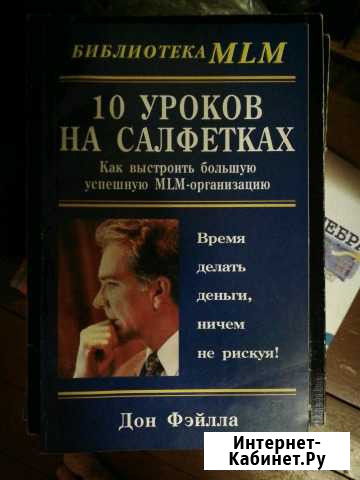 БИБЛИОТЕКА MLM
10 УРОКОВ
НА САЛФЕТКАХ
Как выстроить большую
успешную MLM-организацию
Время
делать
деньги,
ничем
не рискуя!
Дон Фэйлла
Интернет-
Кабинет.Ру